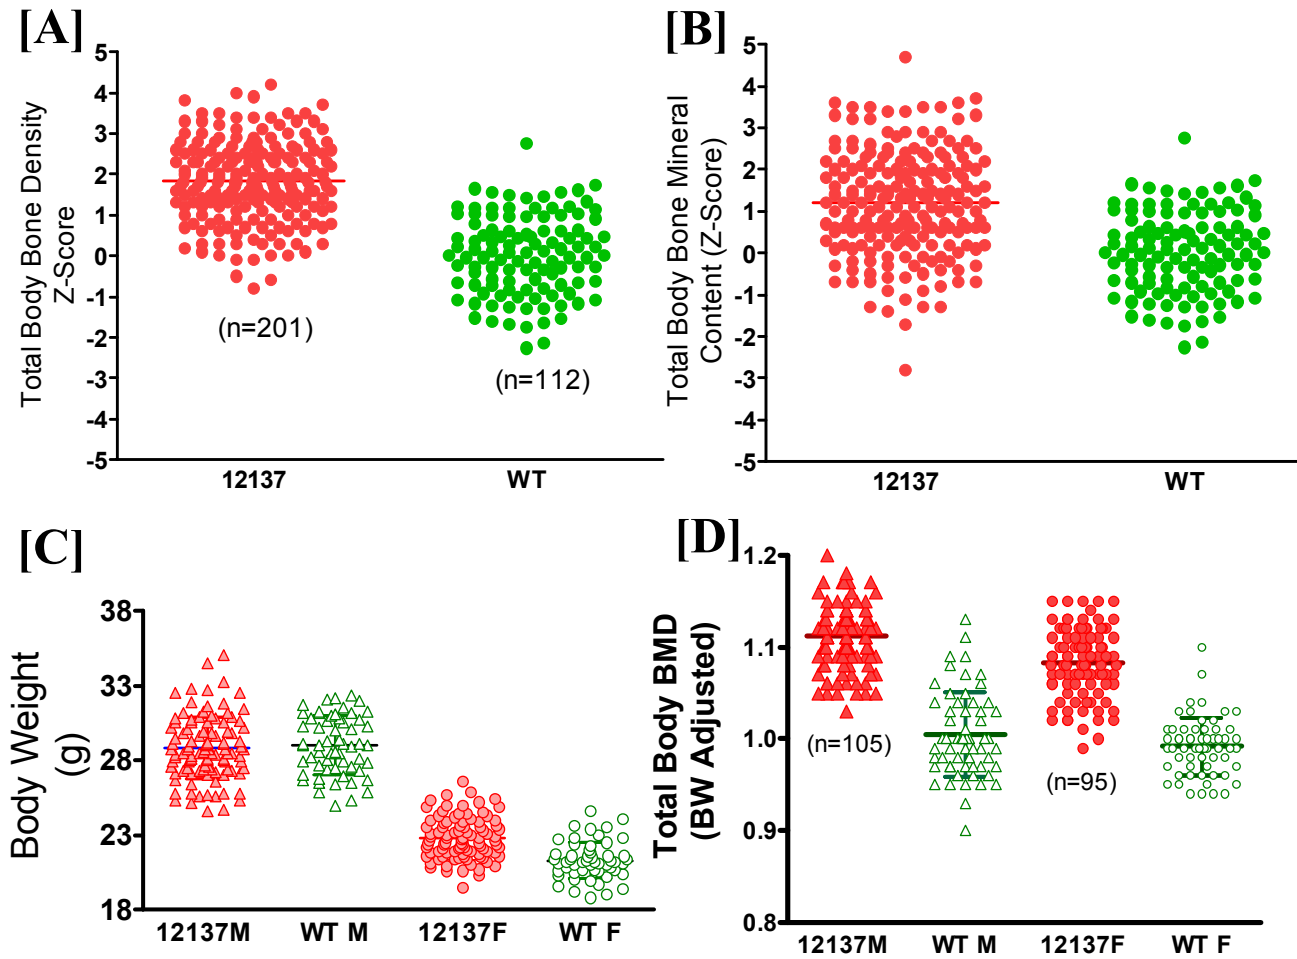 [A]
5
4
3
2
1
0
-1
-2
-3
-4
-5
Total Body Bone Density
Z-Score
(n=201)
(n=112)
12137
WT
[B]
5
4
3
2
1
0
-1
-2
-3
-4
-5
Total Body Bone Mineral
Content (Z-Score)
12137
WT
[C]
38
33
28
23
18
Body Weight
(g)
12137M
WT M
12137F
WT F
[D]
1.2
1.1
1.0
0.9
0.8
Total Body BMD
(BW Adjusted)
(n=105)
(n=95)
12137M
WT M
12137F
WT F